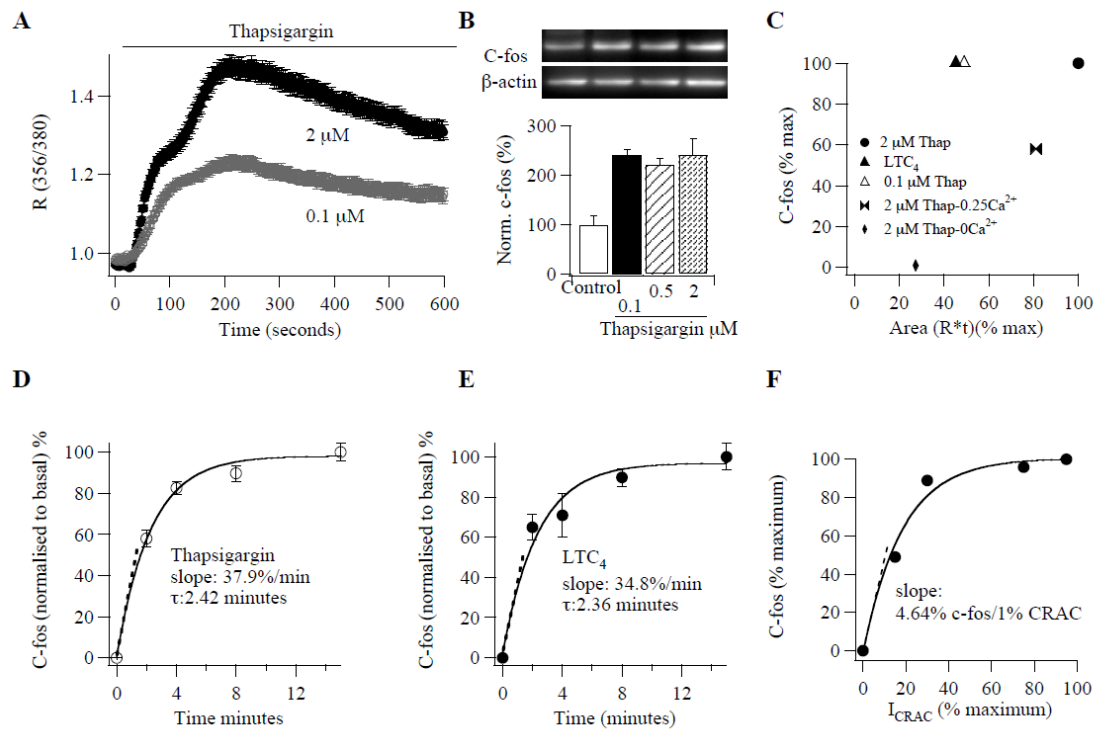 A
Thapsigargin
R (356/380)
1.4
1.2
1.0
2 μM
0.1 μM
0
100
200
300
400
500
600
Time (seconds)
B
C-fos
β-actin
Norm. c-fos (%)
300
200
100
0
Control
0.1
0.5
2
Thapsigargin μM
C
C-fos (% max)
100
80
60
40
20
0
2 μM Thap
LTC4
0.1 μM Thap
2 μM Thap-0.25Ca2+
2 μM Thap-0Ca2+
0
20
40
60
80
100
Area (R*t)(% max)
D
C-fos (normalised to basal) %
100
80
60
40
20
0
Thapsigargin
slope: 37.9%/min
τ:2.42 minutes
0
4
8
12
Time minutes
E
C-fos (normalised to basal) %
100
80
60
40
20
0
LTC4
slope: 34.8%/min
τ:2.36 minutes
0
4
8
12
Time (minutes)
F
C-fos (% maximum)
100
80
60
40
20
0
slope:
4.64% c-fos/1% CRAC
0
20
40
60
80
100
ICRAC (% maximum)